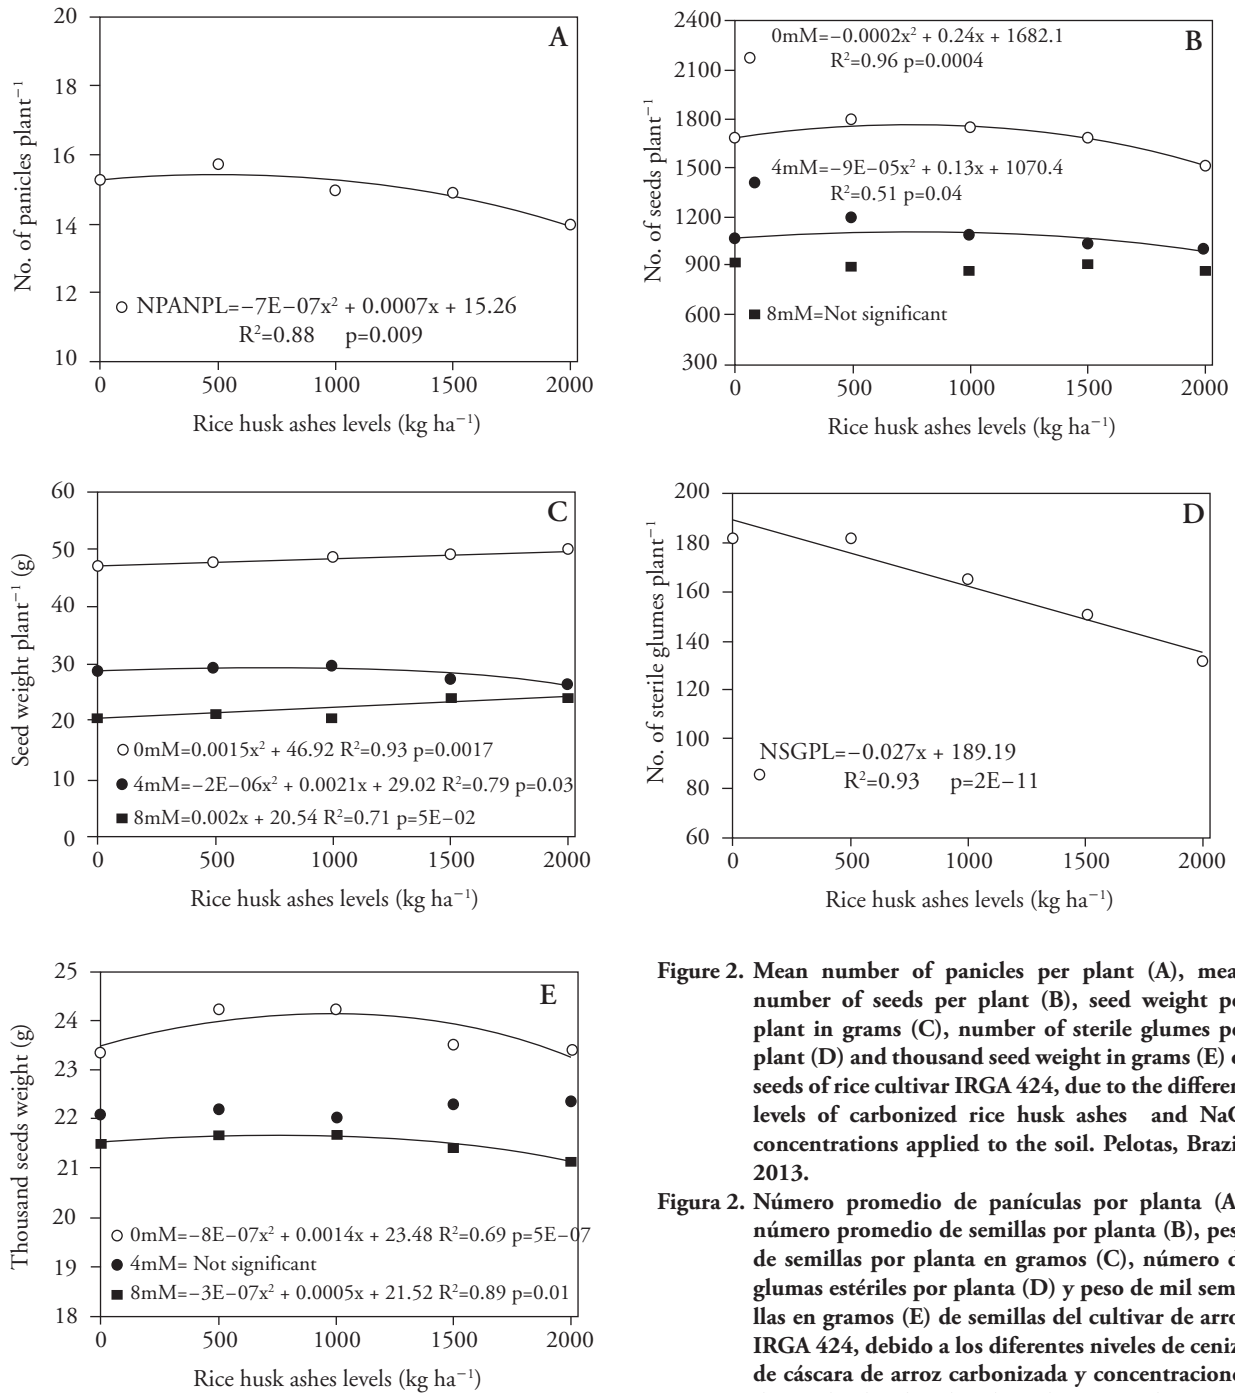 20
18
16
14
12
10
No. of panicles plant⁻¹
A
NPANPL=−7E−07x² + 0.0007x + 15.26
R²=0.88 p=0.009
0 500 1000 1500 2000
Rice husk ashes levels (kg ha⁻¹)
2400
2100
1800
1500
1200
900
600
300
No. of seeds plant⁻¹
B
0mM=−0.0002x² + 0.24x + 1682.1
R²=0.96 p=0.0004
4mM=−9E−05x² + 0.13x + 1070.4
R²=0.51 p=0.04
8mM=Not significant
0 500 1000 1500 2000
Rice husk ashes levels (kg ha⁻¹)
60
50
40
30
20
10
0
Seed weight plant⁻¹ (g)
C
0mM=0.0015x² + 46.92 R²=0.93 p=0.0017
4mM=−2E−06x² + 0.0021x + 29.02 R²=0.79 p=0.03
8mM=0.002x + 20.54 R²=0.71 p=5E−02
0 500 1000 1500 2000
Rice husk ashes levels (kg ha⁻¹)
200
180
160
140
120
100
80
60
No. of sterile glumes plant⁻¹
D
NSGPL=−0.027x + 189.19
R²=0.93 p=2E−11
0 500 1000 1500 2000
Rice husk ashes levels (kg ha⁻¹)
25
24
23
22
21
20
19
18
Thousand seeds weight (g)
E
0mM=−8E−07x² + 0.0014x + 23.48 R²=0.69 p=5E−07
4mM= Not significant
8mM=−3E−07x² + 0.0005x + 21.52 R²=0.89 p=0.01
0 500 1000 1500 2000
Rice husk ashes levels (kg ha⁻¹)
Figure 2. Mean number of panicles per plant (A), mea
number of seeds per plant (B), seed weight pe
plant in grams (C), number of sterile glumes pe
plant (D) and thousand seed weight in grams (E) o
seeds of rice cultivar IRGA 424, due to the differen
levels of carbonized rice husk ashes and NaC
concentrations applied to the soil. Pelotas, Brazi
2013.
Figura 2. Número promedio de panículas por planta (A
número promedio de semillas por planta (B), pes
de semillas por planta en gramos (C), número d
glumas estériles por planta (D) y peso de mil sem
llas en gramos (E) de semillas del cultivar de arro
IRGA 424, debido a los diferentes niveles de ceniz
de cáscara de arroz carbonizada y concentracione